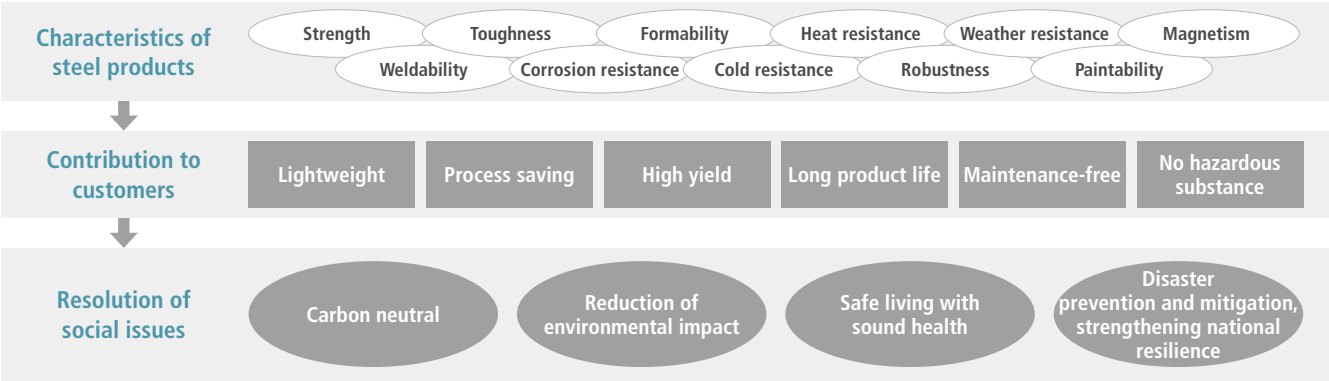 Characteristics of
steel products
Strength
Toughness
Formability
Heat resistance
Weather resistance
Magnetism
Weldability
Corrosion resistance
Cold resistance
Robustness
Paintability
Contribution to
customers
Lightweight
Process saving
High yield
Long product life
Maintenance-free
No hazardous
substance
Resolution of
social issues
Carbon neutral
Reduction of
environmental impact
Safe living with
sound health
Disaster
prevention and mitigation,
strengthening national
resilience